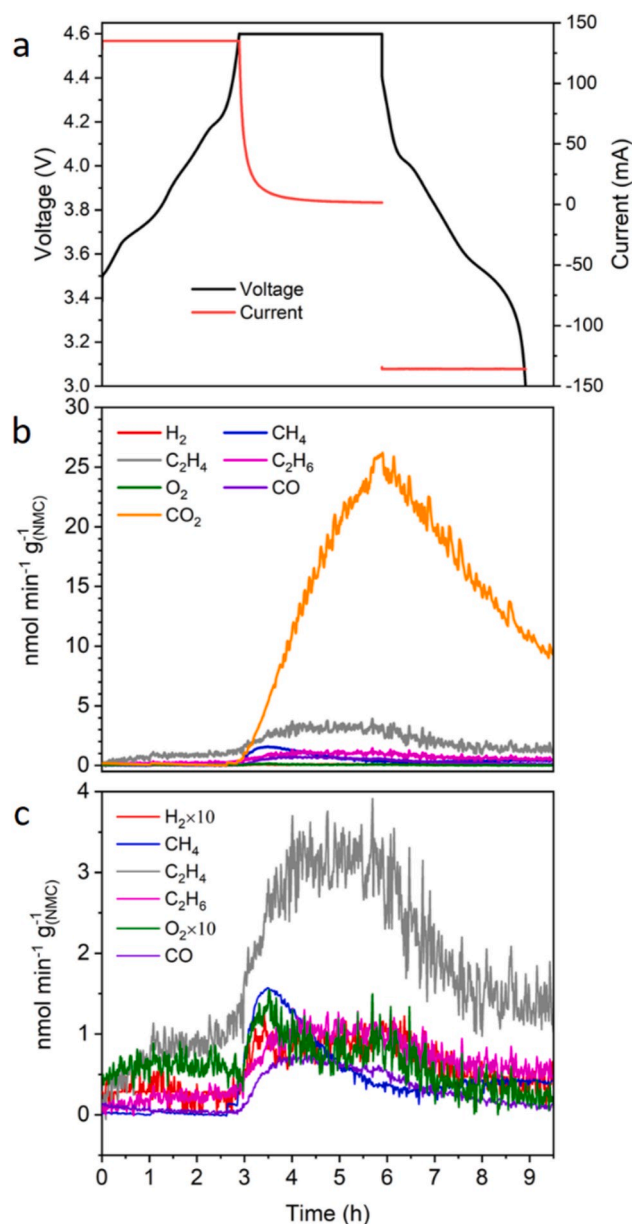 a
4.6
4.4
4.2
4.0
3.8
3.6
3.4
3.2
3.0
Voltage (V)
Voltage
Current
150
100
50
0
-50
-100
-150
Current (mA)
b
30
25
20
15
10
5
0
nmol min⁻¹ g⁻¹(NMC)
H₂ CH₄
C₂H₄ C₂H₆
O₂ CO
CO₂
c
4
3
2
1
0
nmol min⁻¹ g⁻¹(NMC)
H₂×10
CH₄
C₂H₄
C₂H₆
O₂×10
CO
0 1 2 3 4 5 6 7 8 9
Time (h)